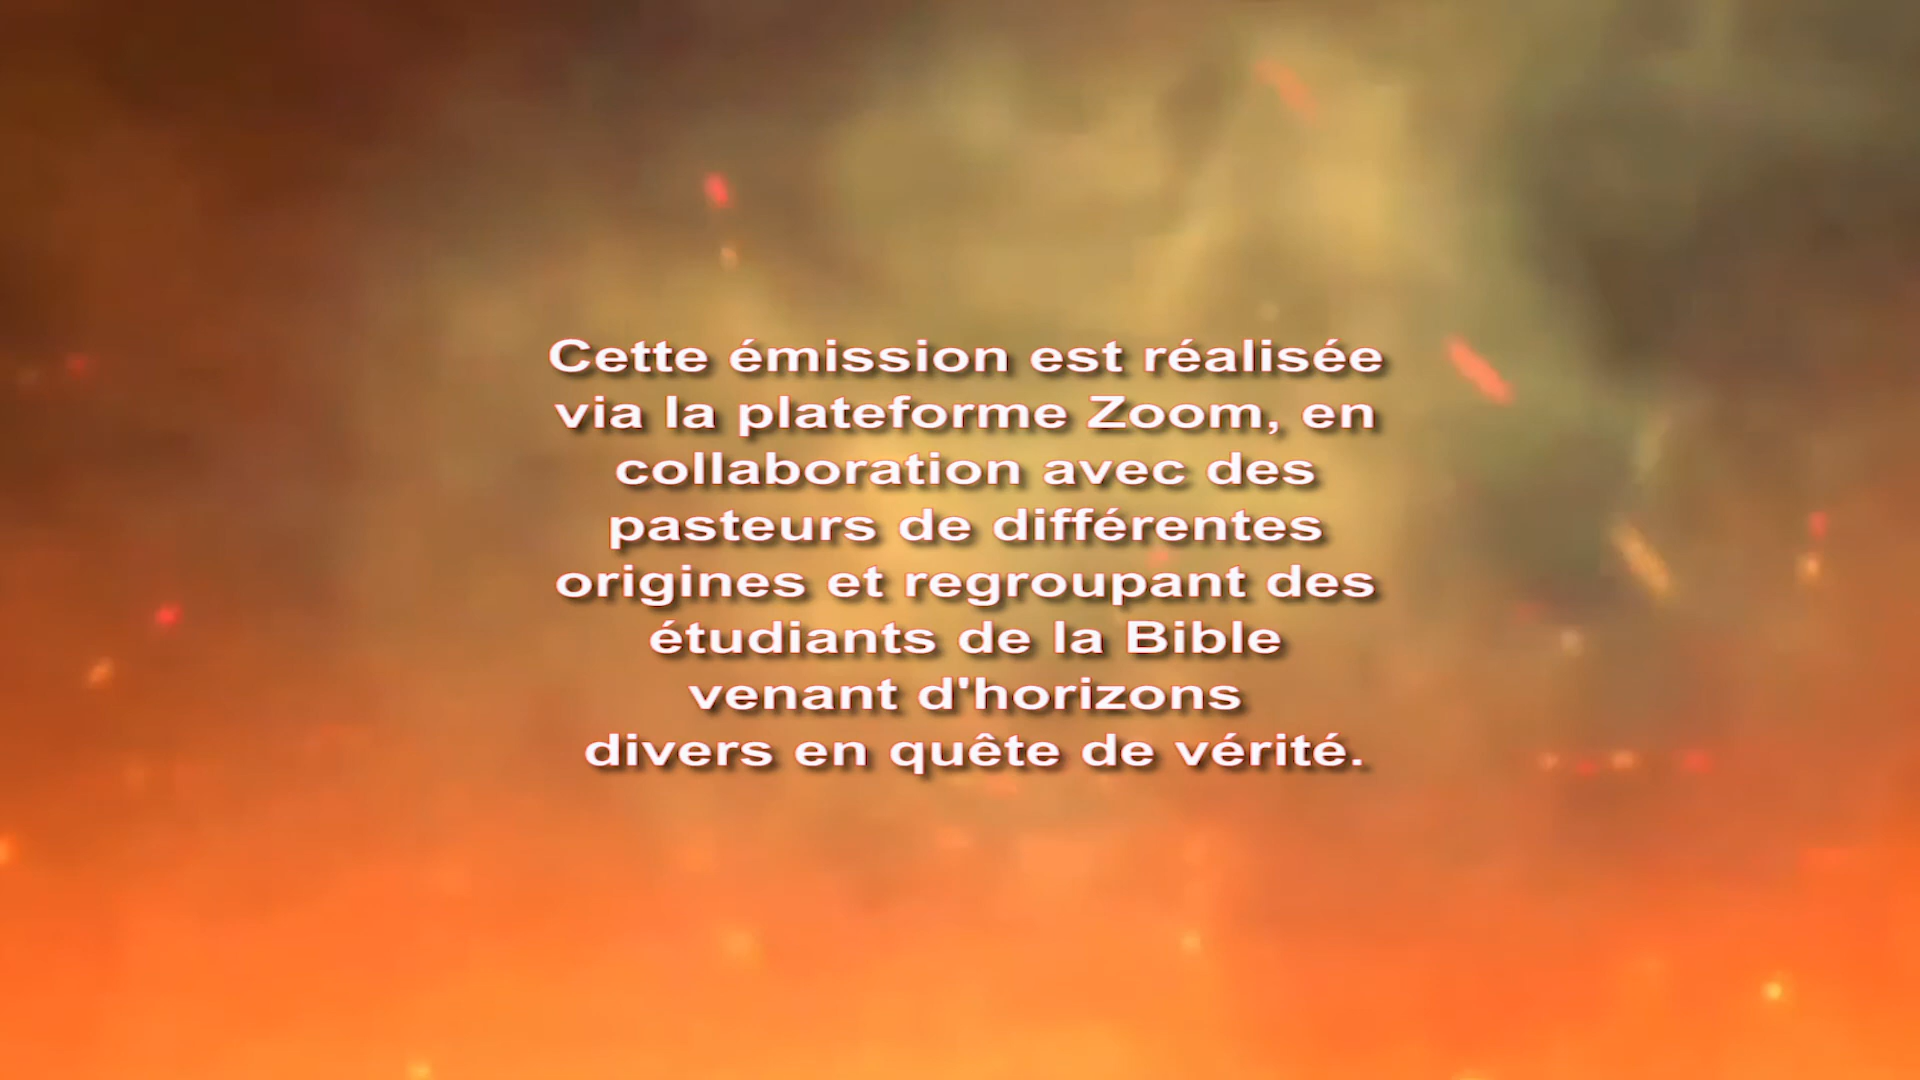 Cette émission est réalisée
via la plateforme Zoom, en
collaboration avec des
pasteurs de différentes
origines et regroupant des
étudiants de la Bible
venant d'horizons
divers en quête de vérité.